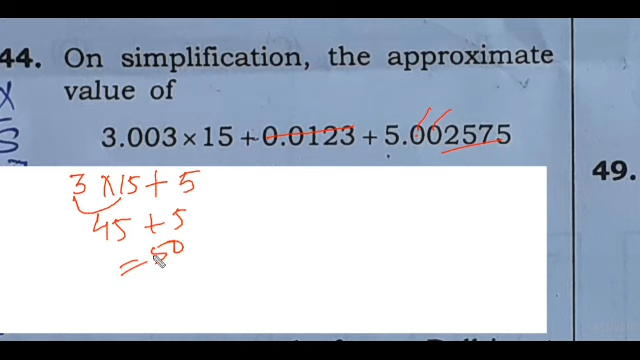 44. On simplification, the approximate
value of
3.003 × 15 + 0.0123 + 5.002575
3 × 15 + 5
45 + 5
= 50
49.